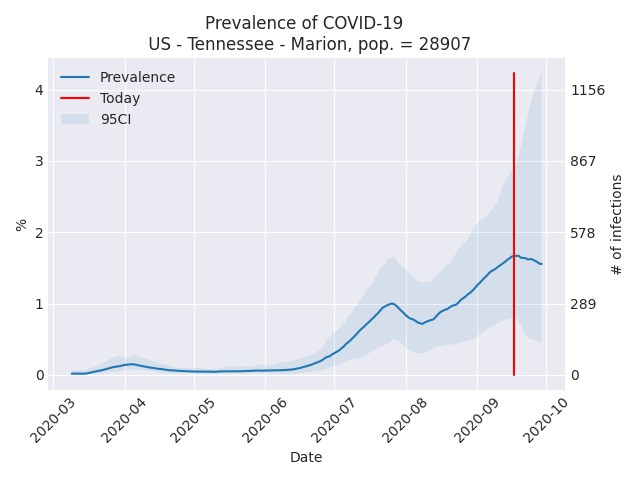 Prevalence of COVID-19
US - Tennessee - Marion, pop. = 28907
Prevalence
Today
95CI
4
3
2
1
0
%
1156
867
578
289
0
# of infections
2020-03
2020-04
2020-05
2020-06
2020-07
2020-08
2020-09
2020-10
Date